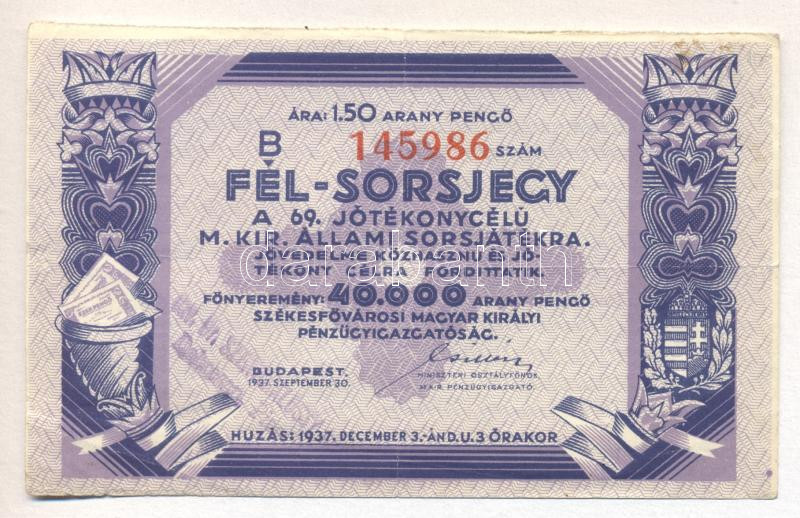 ÁRA: 1.50 ARANY PENGŐ
B 145986 SZÁM
FÉL-SORSJEGY
A 69. JÓTÉKONYCÉLÚ
M. KIR. ÁLLAMI SORSJÁTÉKRA.
JÖVEDELME KÖZHASZNÚ ÉS JÓ-
TÉKONY CÉLRA FORDITTATIK.
FŐNYEREMÉNY: 40.000 ARANY PENGŐ
SZÉKESFŐVÁROSI MAGYAR KIRÁLYI
PÉNZÜGYIGAZGATÓSÁG.
BUDAPEST.
1937. SZEPTEMBER 30.
MINISZTERI OSZTÁLYFŐNÖK
M. KIR. PÉNZÜGYIGAZGATÓ.
HUZÁS: 1937. DECEMBER 3.-ÁN D.U. 3 ÓRAKOR
darabanth